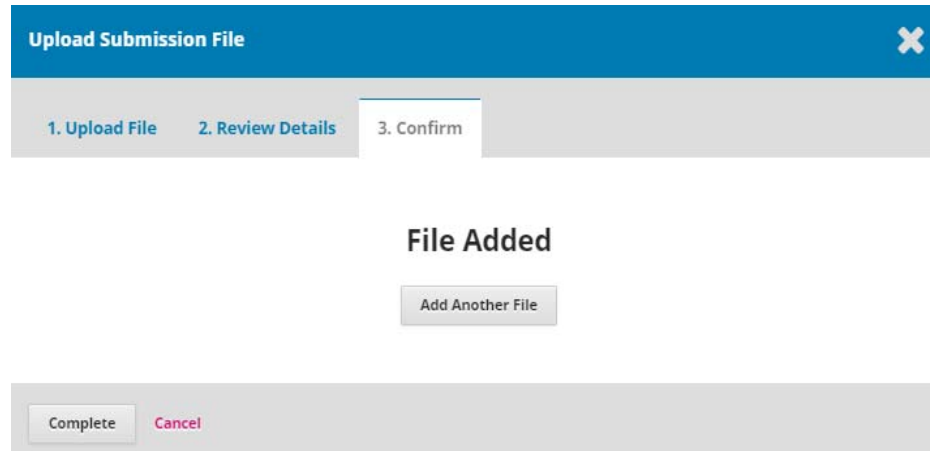 Upload Submission File
1. Upload File 2. Review Details 3. Confirm
File Added
Add Another File
Complete Cancel